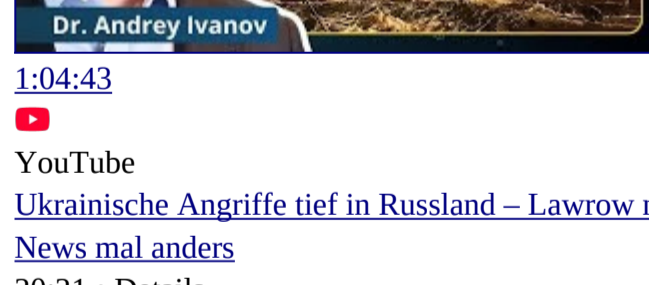 Dr. Andrey Ivanov
1:04:43
YouTube
Ukrainische Angriffe tief in Russland – Lawrow
News mal anders